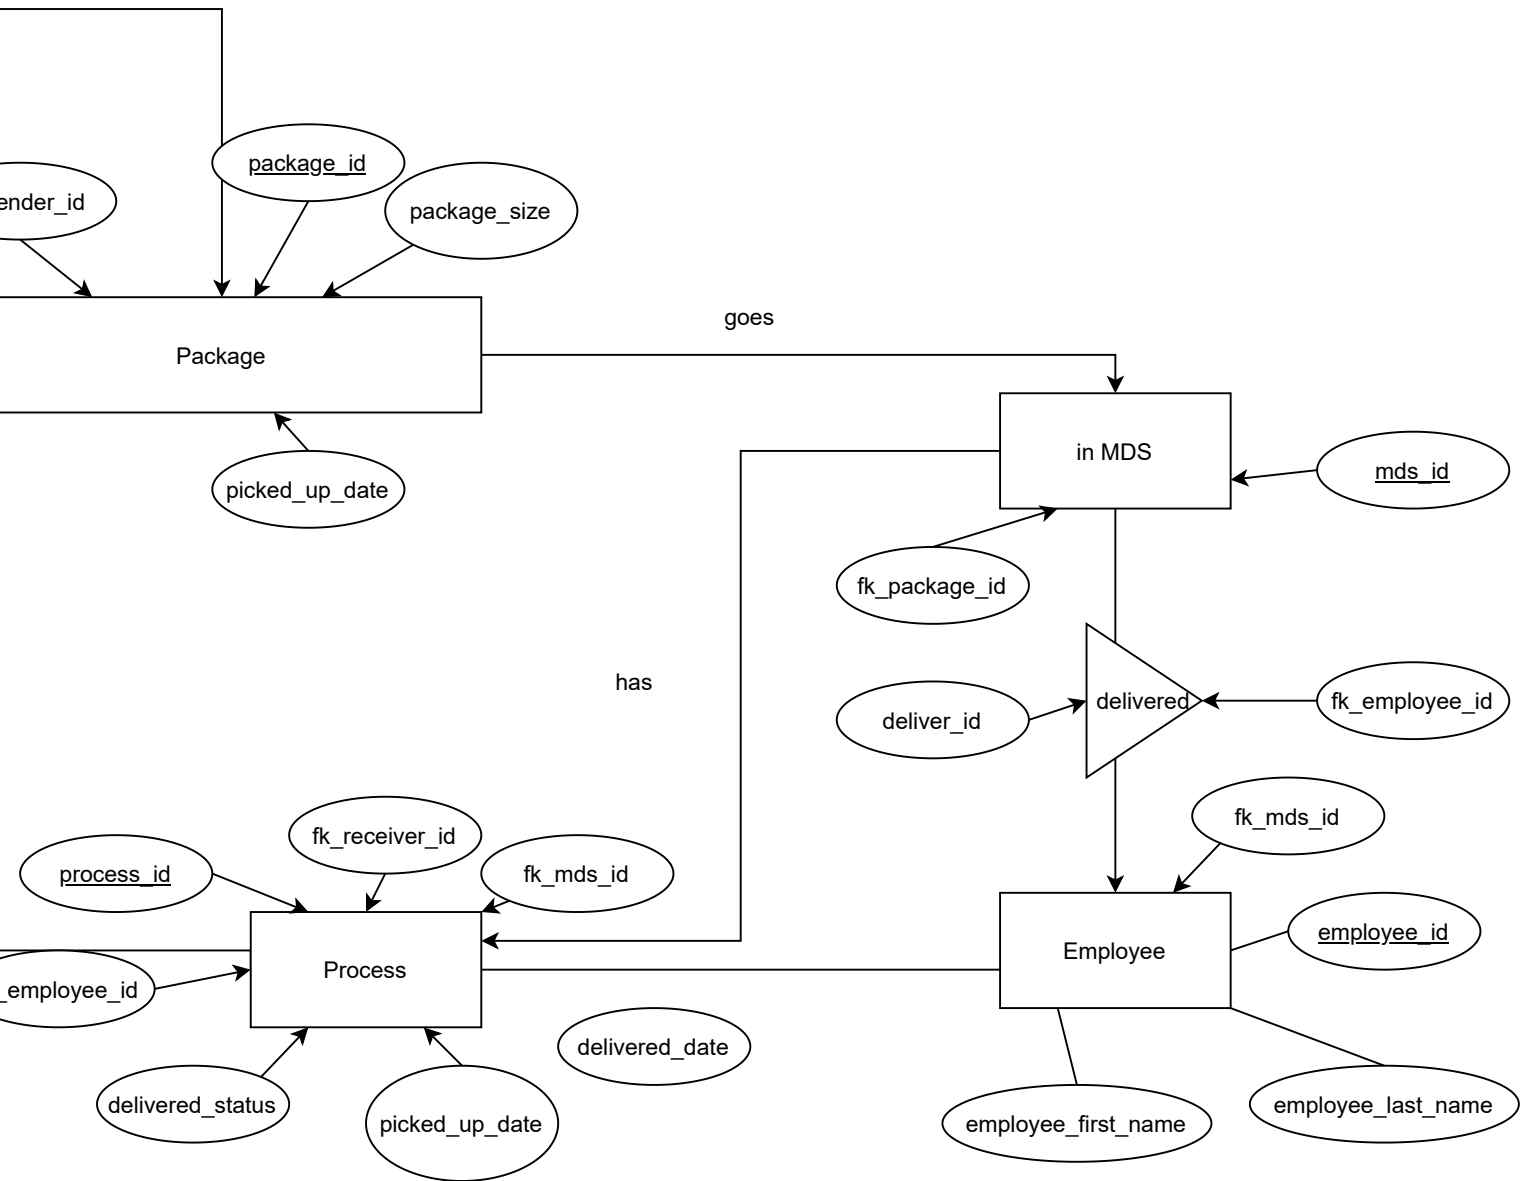 package_id
ender_id
package_size
goes
Package
in MDS
mds_id
picked_up_date
fk_package_id
has
delivered
fk_employee_id
deliver_id
fk_mds_id
fk_receiver_id
process_id
fk_mds_id
employee_id
Employee
Process
_employee_id
delivered_date
delivered_status
employee_last_name
picked_up_date
employee_first_name